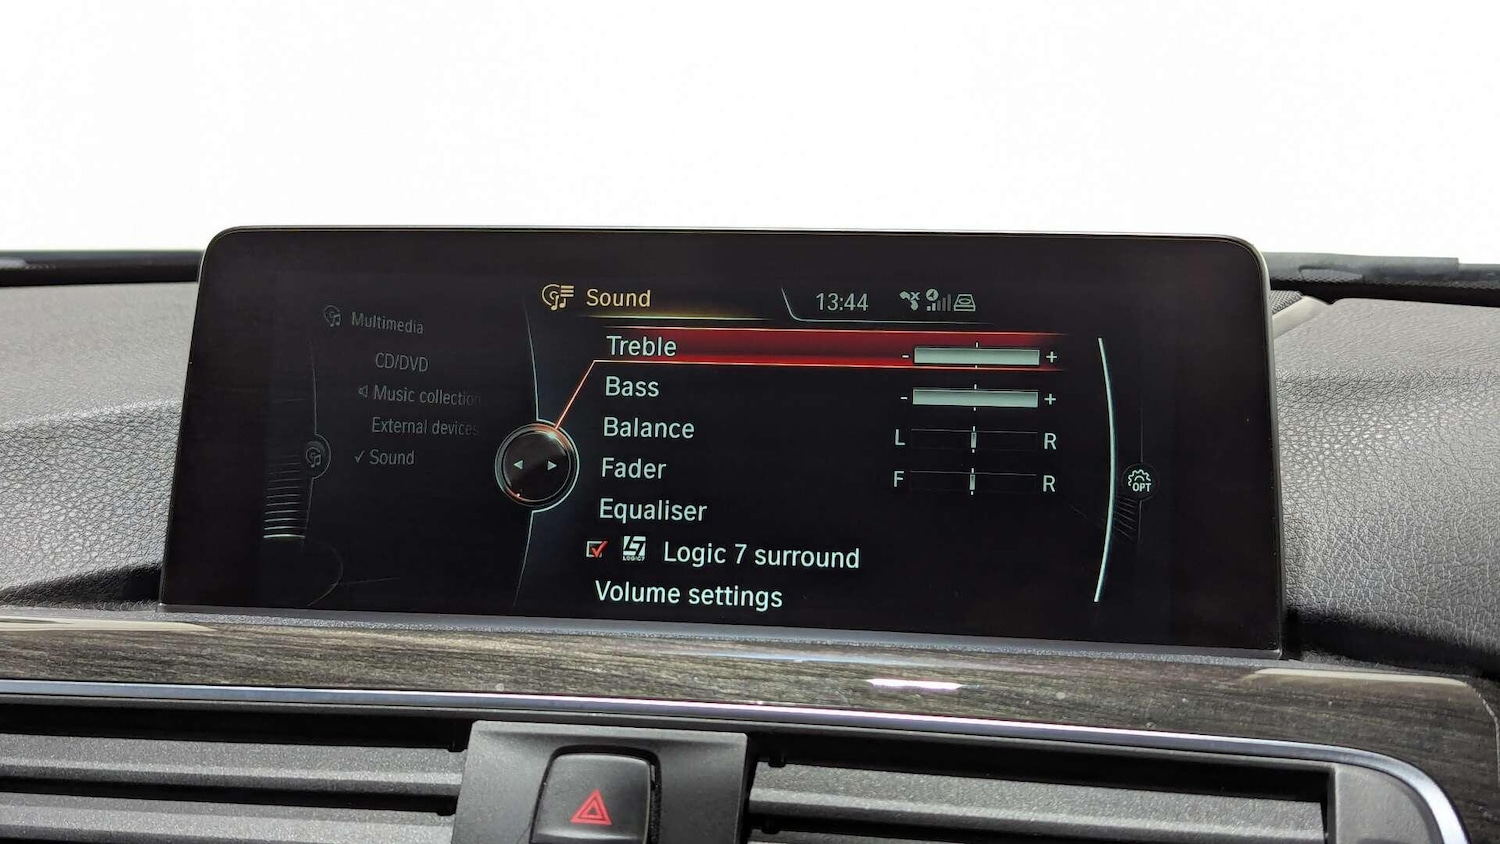 Multimedia
CD/DVD
Music collection
External devices
✓ Sound
Sound
13:44
Treble - +
Bass - +
Balance L R
Fader F R
Equaliser
LOGIC7 Logic 7 surround
Volume settings
OPT